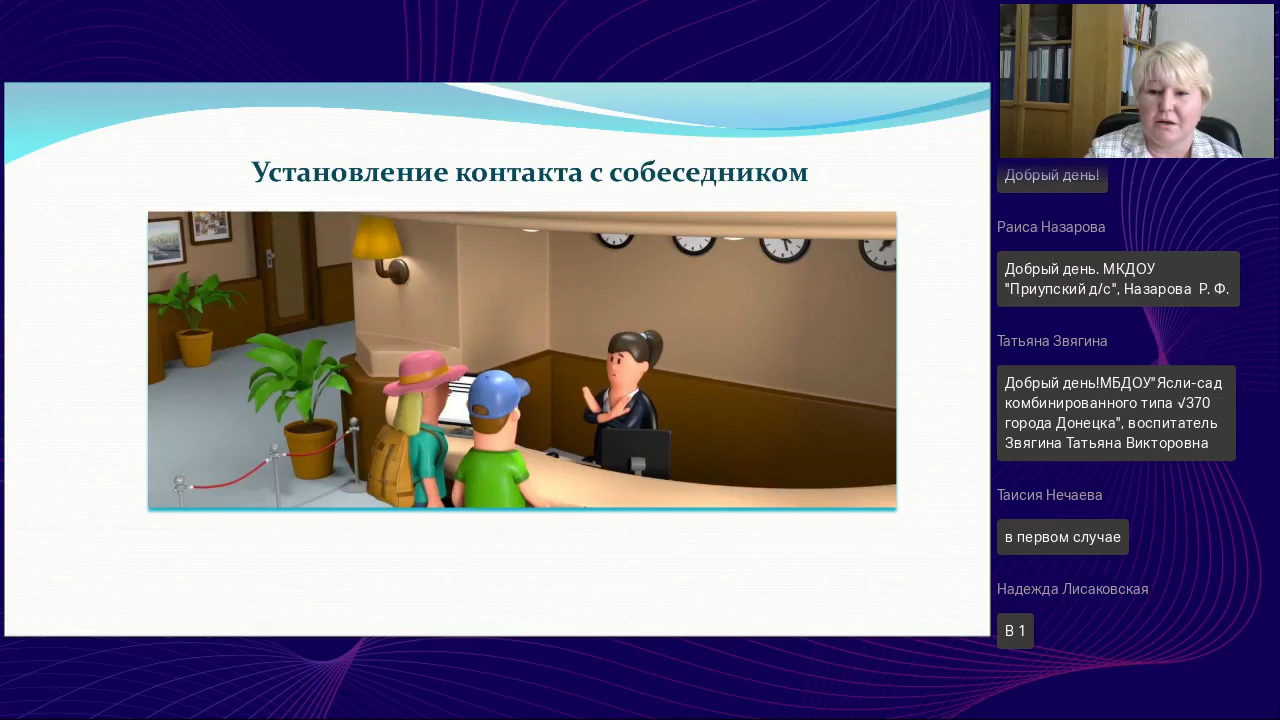 Установление контакта с собеседником
Добрый день!
Раиса Назарова
Добрый день. МКДОУ
"Приупский д/с", Назарова Р. Ф.
Татьяна Звягина
Добрый день!МБДОУ"Ясли-сад
комбинированного типа √370
города Донецка", воспитатель
Звягина Татьяна Викторовна
Таисия Нечаева
в первом случае
Надежда Лисаковская
В 1